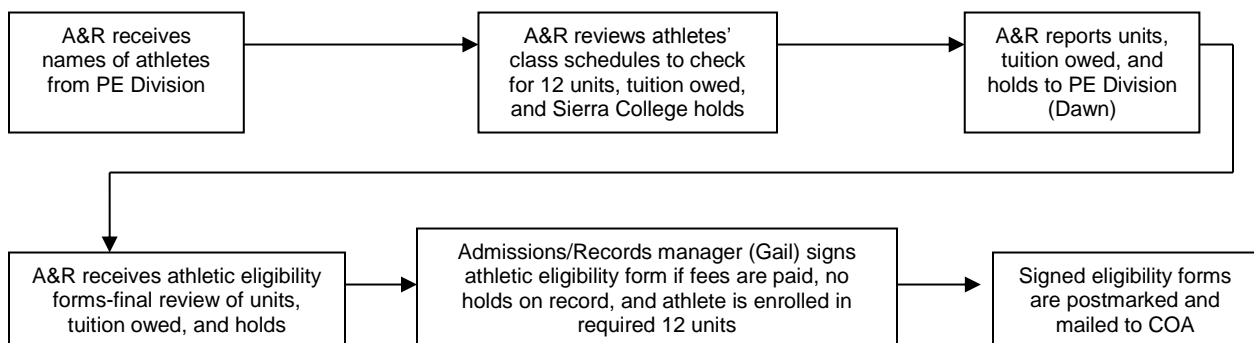 A&R receives
names of athletes
from PE Division
A&R reviews athletes’
class schedules to check
for 12 units, tuition owed,
and Sierra College holds
A&R reports units,
tuition owed, and
holds to PE Division
(Dawn)
A&R receives athletic eligibility
forms-final review of units,
tuition owed, and holds
Admissions/Records manager (Gail) signs
athletic eligibility form if fees are paid, no
holds on record, and athlete is enrolled in
required 12 units
Signed eligibility forms
are postmarked and
mailed to COA